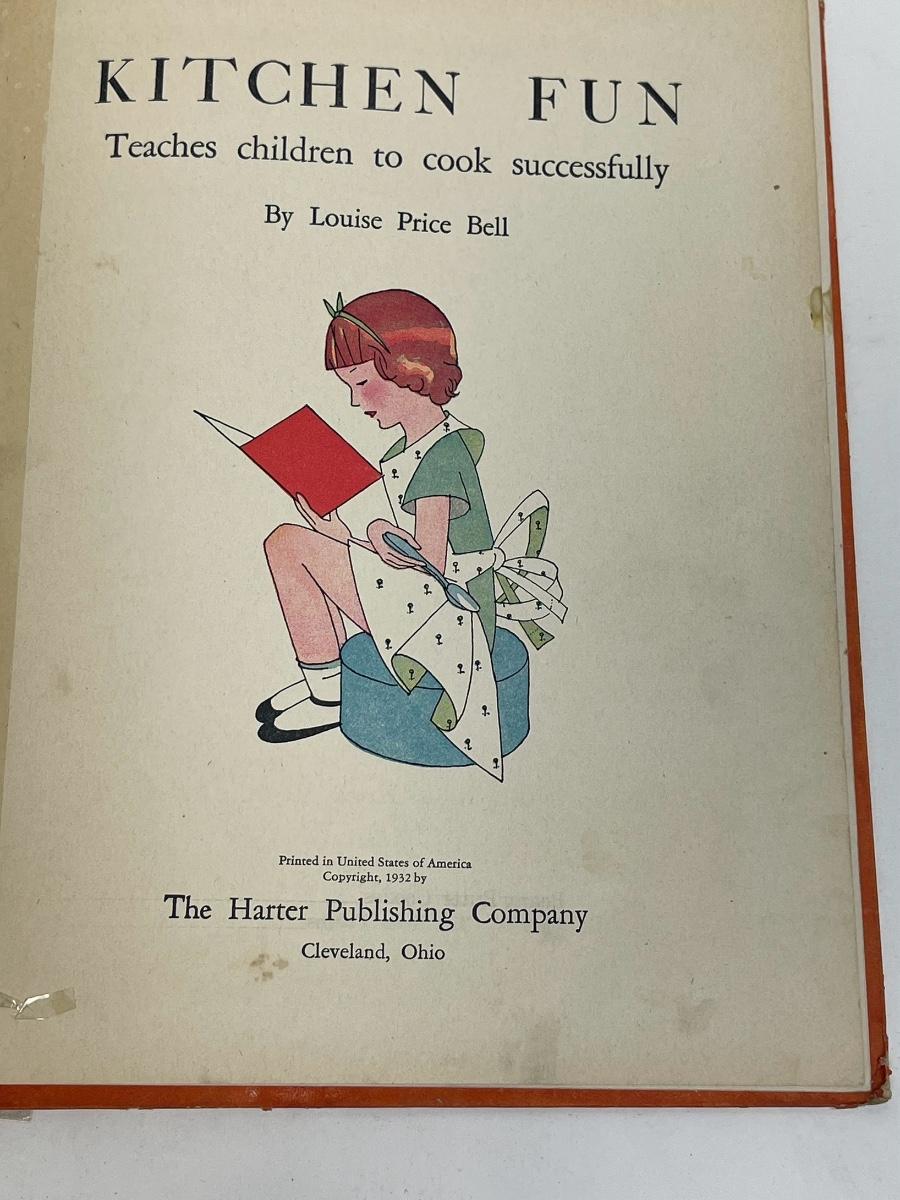 KITCHEN FUN
Teaches children to cook successfully
By Louise Price Bell
Printed in United States of America
Copyright, 1932 by
The Harter Publishing Company
Cleveland, Ohio